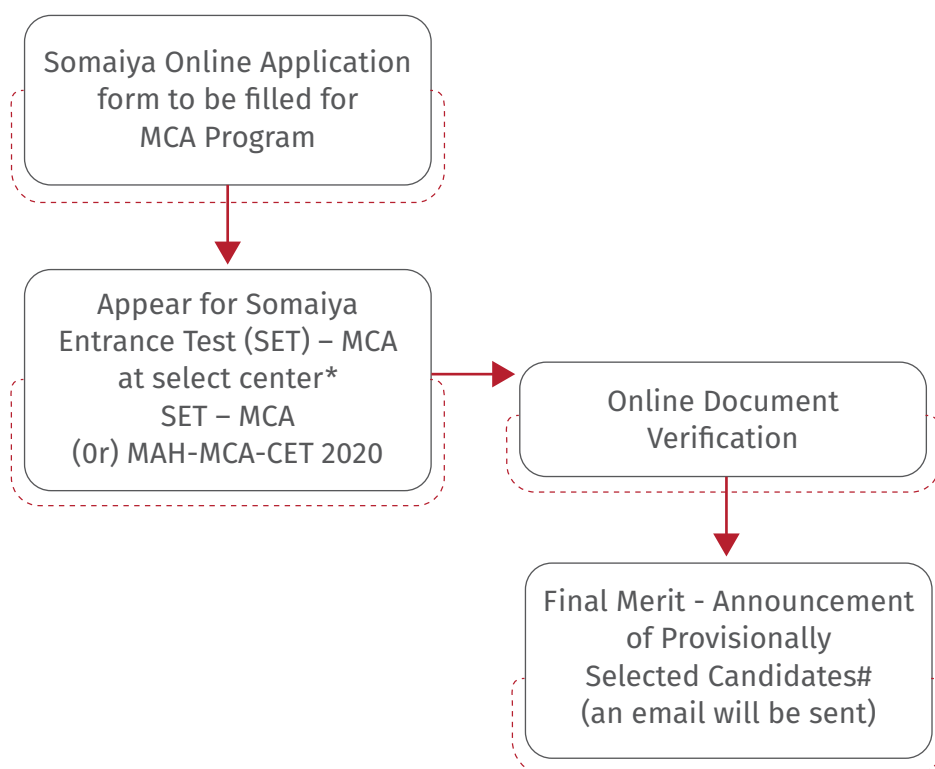 Somaiya Online Application
form to be filled for
MCA Program
Appear for Somaiya
Entrance Test (SET) – MCA
at select center*
SET – MCA
(0r) MAH-MCA-CET 2020
Online Document
Verification
Final Merit - Announcement
of Provisionally
Selected Candidates#
(an email will be sent)